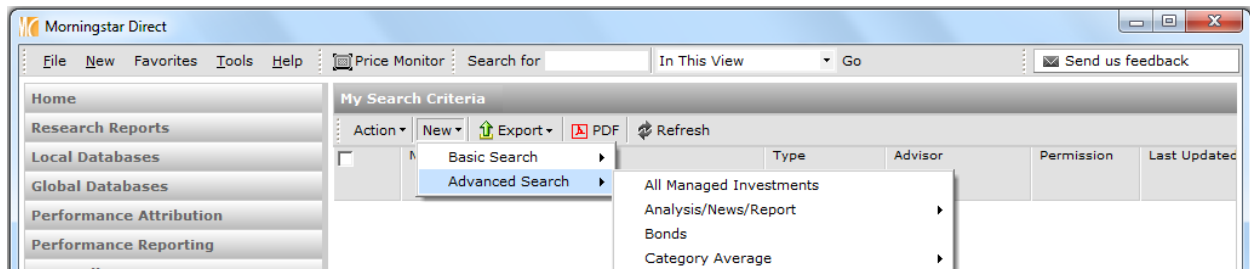 Morningstar Direct
File New Favorites Tools Help Price Monitor Search for In This View Go Send us feedback
Home
My Search Criteria
Research Reports
Action New Export PDF Refresh
Local Databases
Basic Search
Type Advisor Permission Last Updated
Global Databases
Advanced Search
All Managed Investments
Performance Attribution
Analysis/News/Report
Performance Reporting
Bonds
Category Average